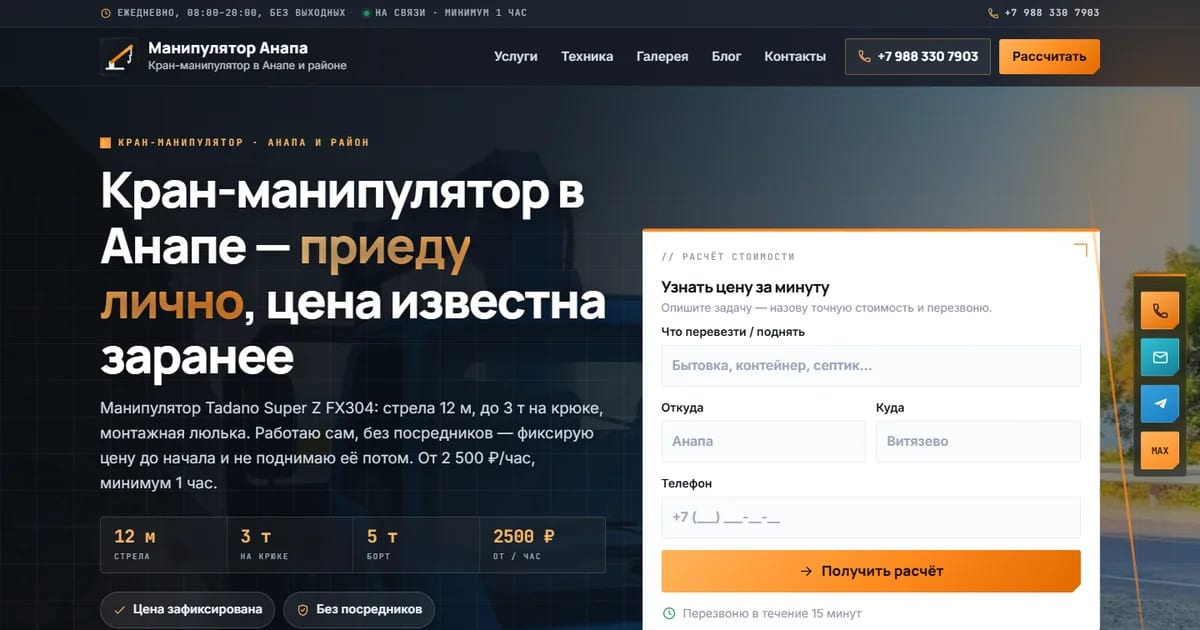 ЕЖЕДНЕВНО, 08:00–20:00, БЕЗ ВЫХОДНЫХ
НА СВЯЗИ · МИНИМУМ 1 ЧАС
+7 988 330 7903
Манипулятор Анапа
Кран-манипулятор в Анапе и районе
Услуги
Техника
Галерея
Блог
Контакты
+7 988 330 7903
Рассчитать
КРАН-МАНИПУЛЯТОР · АНАПА И РАЙОН
Кран-манипулятор в
Анапе — приеду
лично, цена известна
заранее
Манипулятор Tadano Super Z FX304: стрела 12 м, до 3 т на крюке,
монтажная люлька. Работаю сам, без посредников — фиксирую
цену до начала и не поднимаю её потом. От 2 500 ₽/час,
минимум 1 час.
12 м
СТРЕЛА
3 т
НА КРЮКЕ
5 т
БОРТ
2500 ₽
ОТ / ЧАС
Цена зафиксирована
Без посредников
// РАСЧЁТ СТОИМОСТИ
Узнать цену за минуту
Опишите задачу — назову точную стоимость и перезвоню.
Что перевезти / поднять
Бытовка, контейнер, септик...
Откуда
Куда
Анапа
Витязево
Телефон
+7 (___) ___-__-__
→ Получить расчёт
Перезвоню в течение 15 минут
MAX